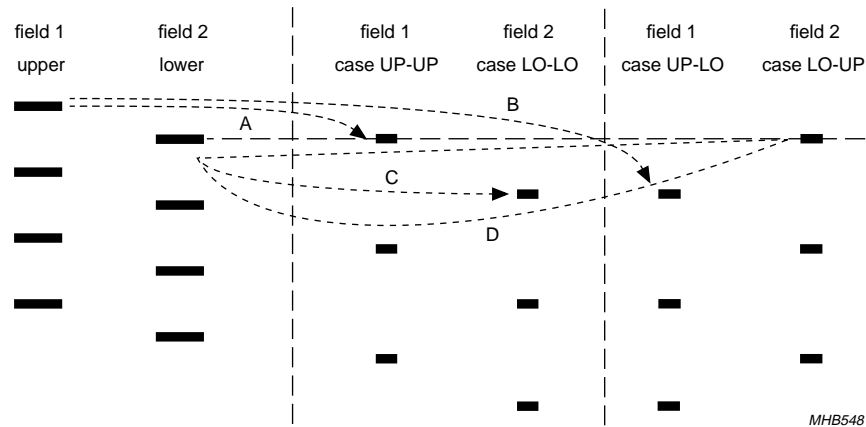 field 1 field 2 field 1 field 2 field 1 field 2
upper lower case UP-UP case LO-LO case UP-LO case LO-UP
B
A
C
D
MHB548